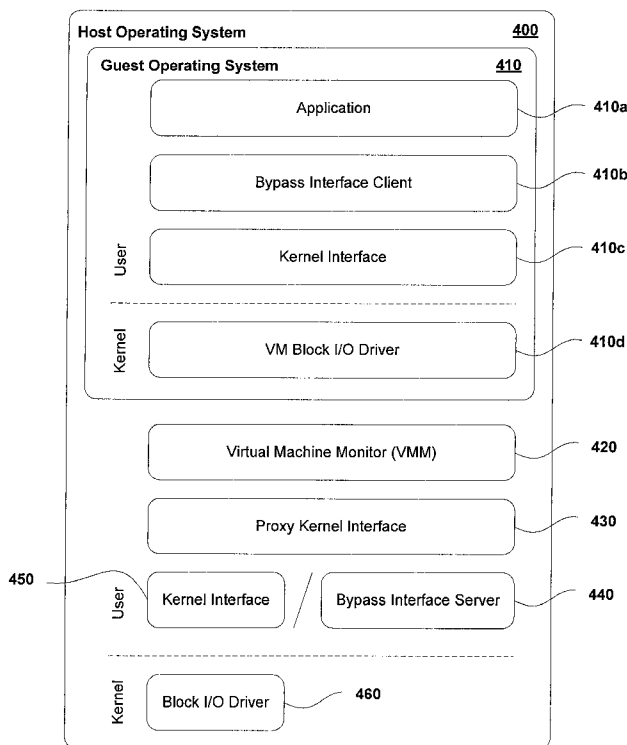 Host Operating System 400
Guest Operating System 410
Application 410a
Bypass Interface Client 410b
User
Kernel Interface 410c
Kernel
VM Block I/O Driver 410d
Virtual Machine Monitor (VMM) 420
Proxy Kernel Interface 430
450
User
Kernel Interface / Bypass Interface Server 440
Kernel
Block I/O Driver 460